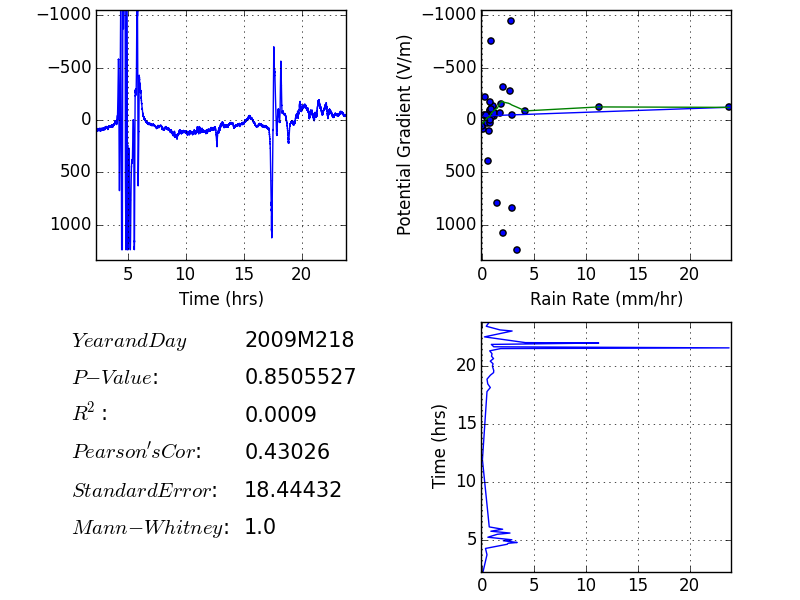 −1000
−500
0
500
1000
5
10
15
20
Time (hrs)
−1000
−500
0
500
1000
Potential Gradient (V/m)
0
5
10
15
20
Rain Rate (mm/hr)
YearandDay 2009M218
P−Value: 0.8505527
R²: 0.0009
Pearson'sCor: 0.43026
StandardError: 18.44432
Mann−Whitney: 1.0
20
15
10
5
Time (hrs)
0
5
10
15
20